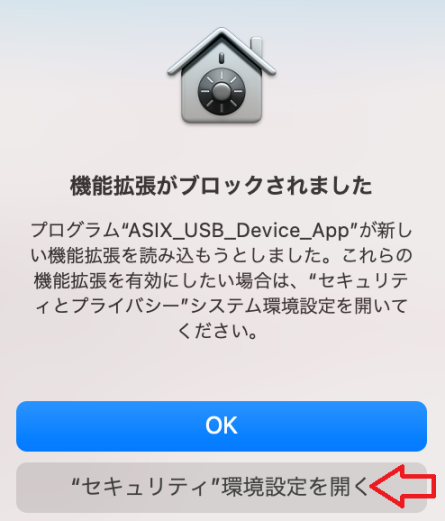 機能拡張がブロックされました
プログラム“ASIX_USB_Device_App”が新し
い機能拡張を読み込もうとしました。これらの
機能拡張を有効にしたい場合は、“セキュリテ
ィとプライバシー”システム環境設定を開いて
ください。
OK
“セキュリティ”環境設定を開く